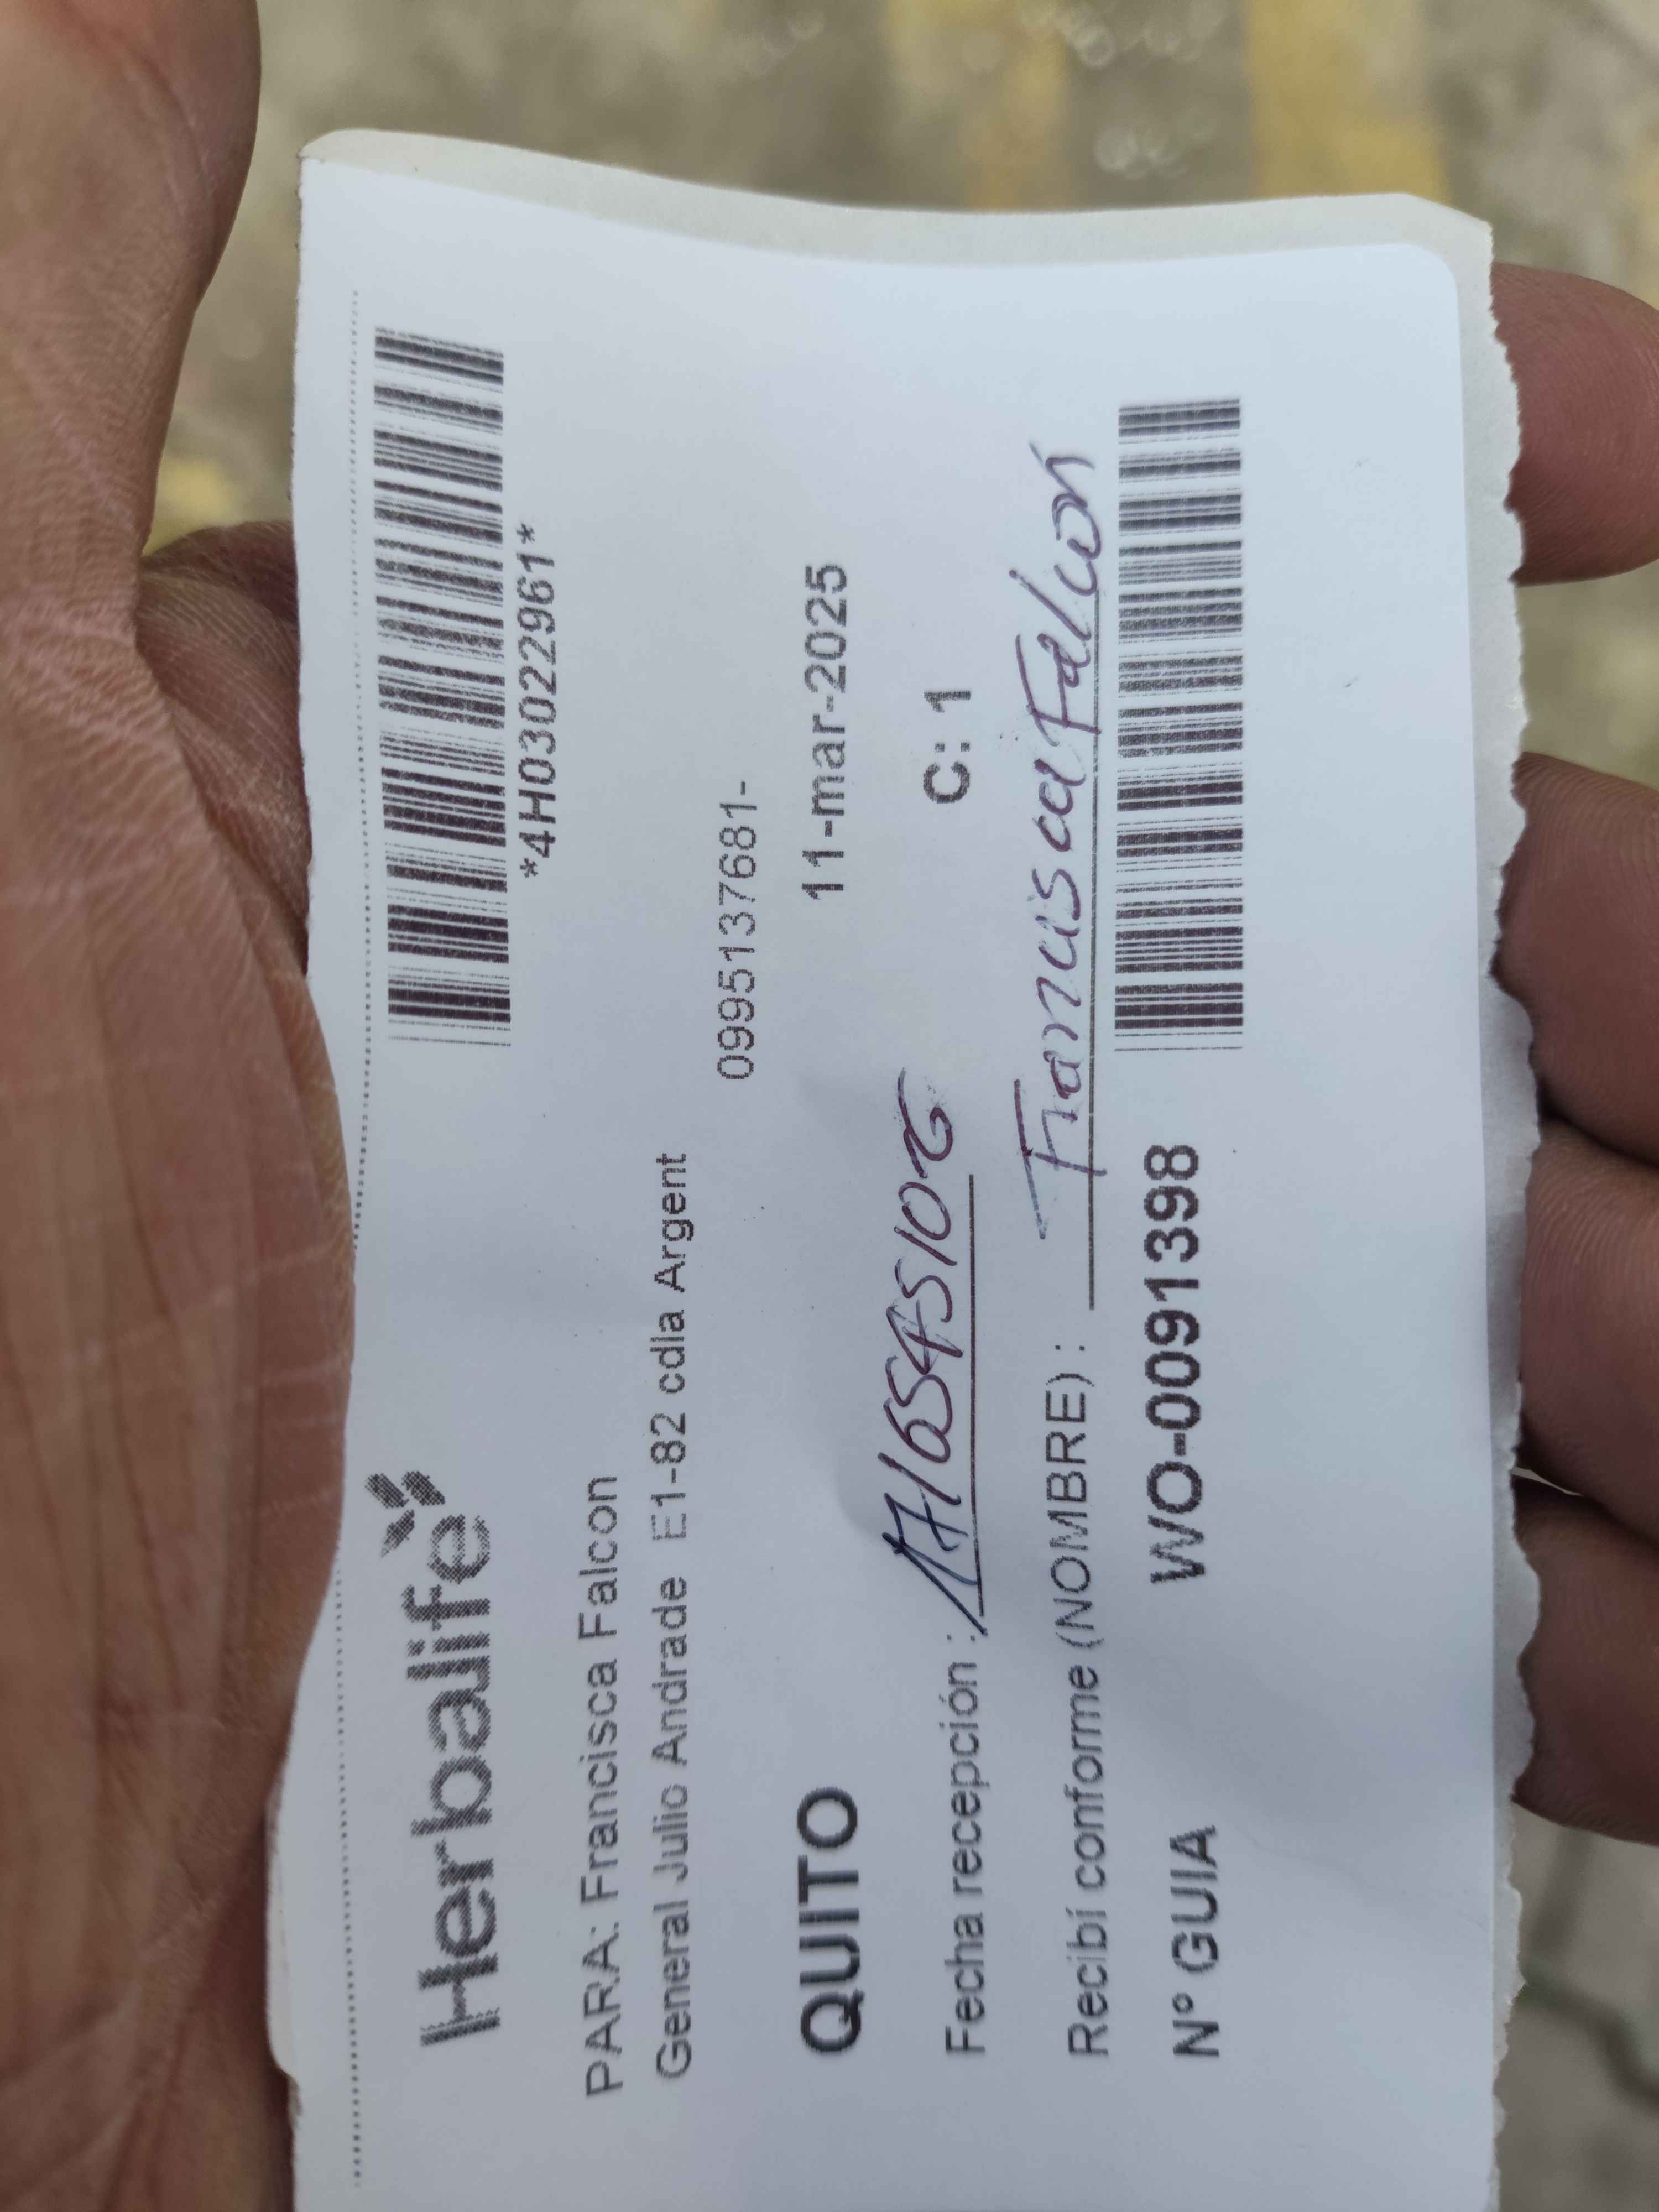 Herbalife
*4H03022961*
PARA: Francisca Falcon
General Julio Andrade E1-82 cdla Argent
0995137681-
QUITO 11-mar-2025
Fecha recepción : C: 1
Recibí conforme (NOMBRE) : Francisca Falcon
Nº GUIA WO-0091398